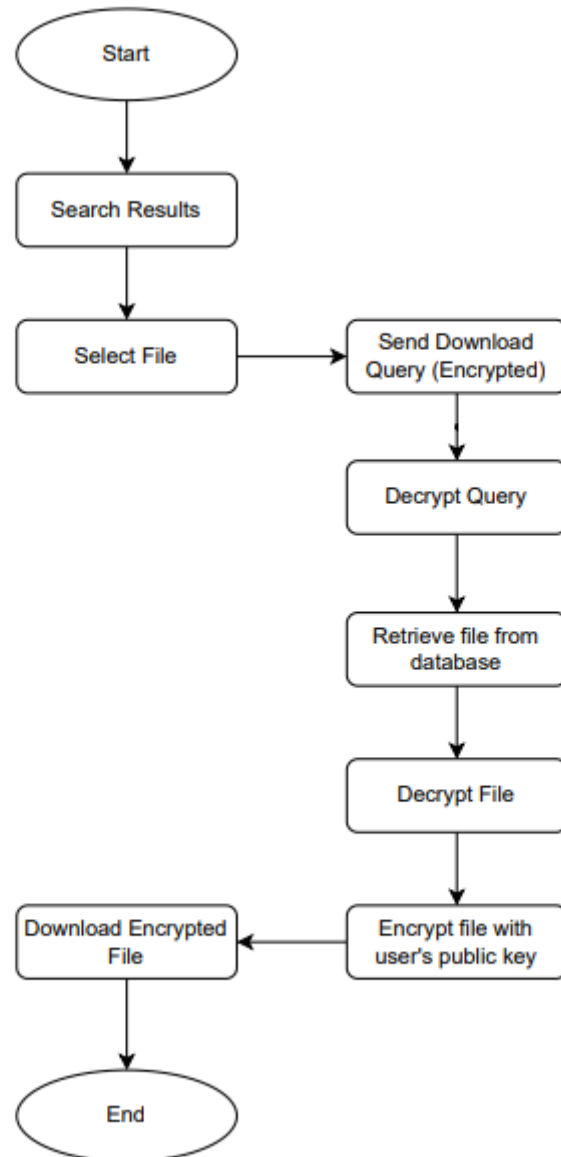 Start
Search Results
Select File
Send Download
Query (Encrypted)
Decrypt Query
Retrieve file from
database
Decrypt File
Encrypt file with
user's public key
Download Encrypted
File
End